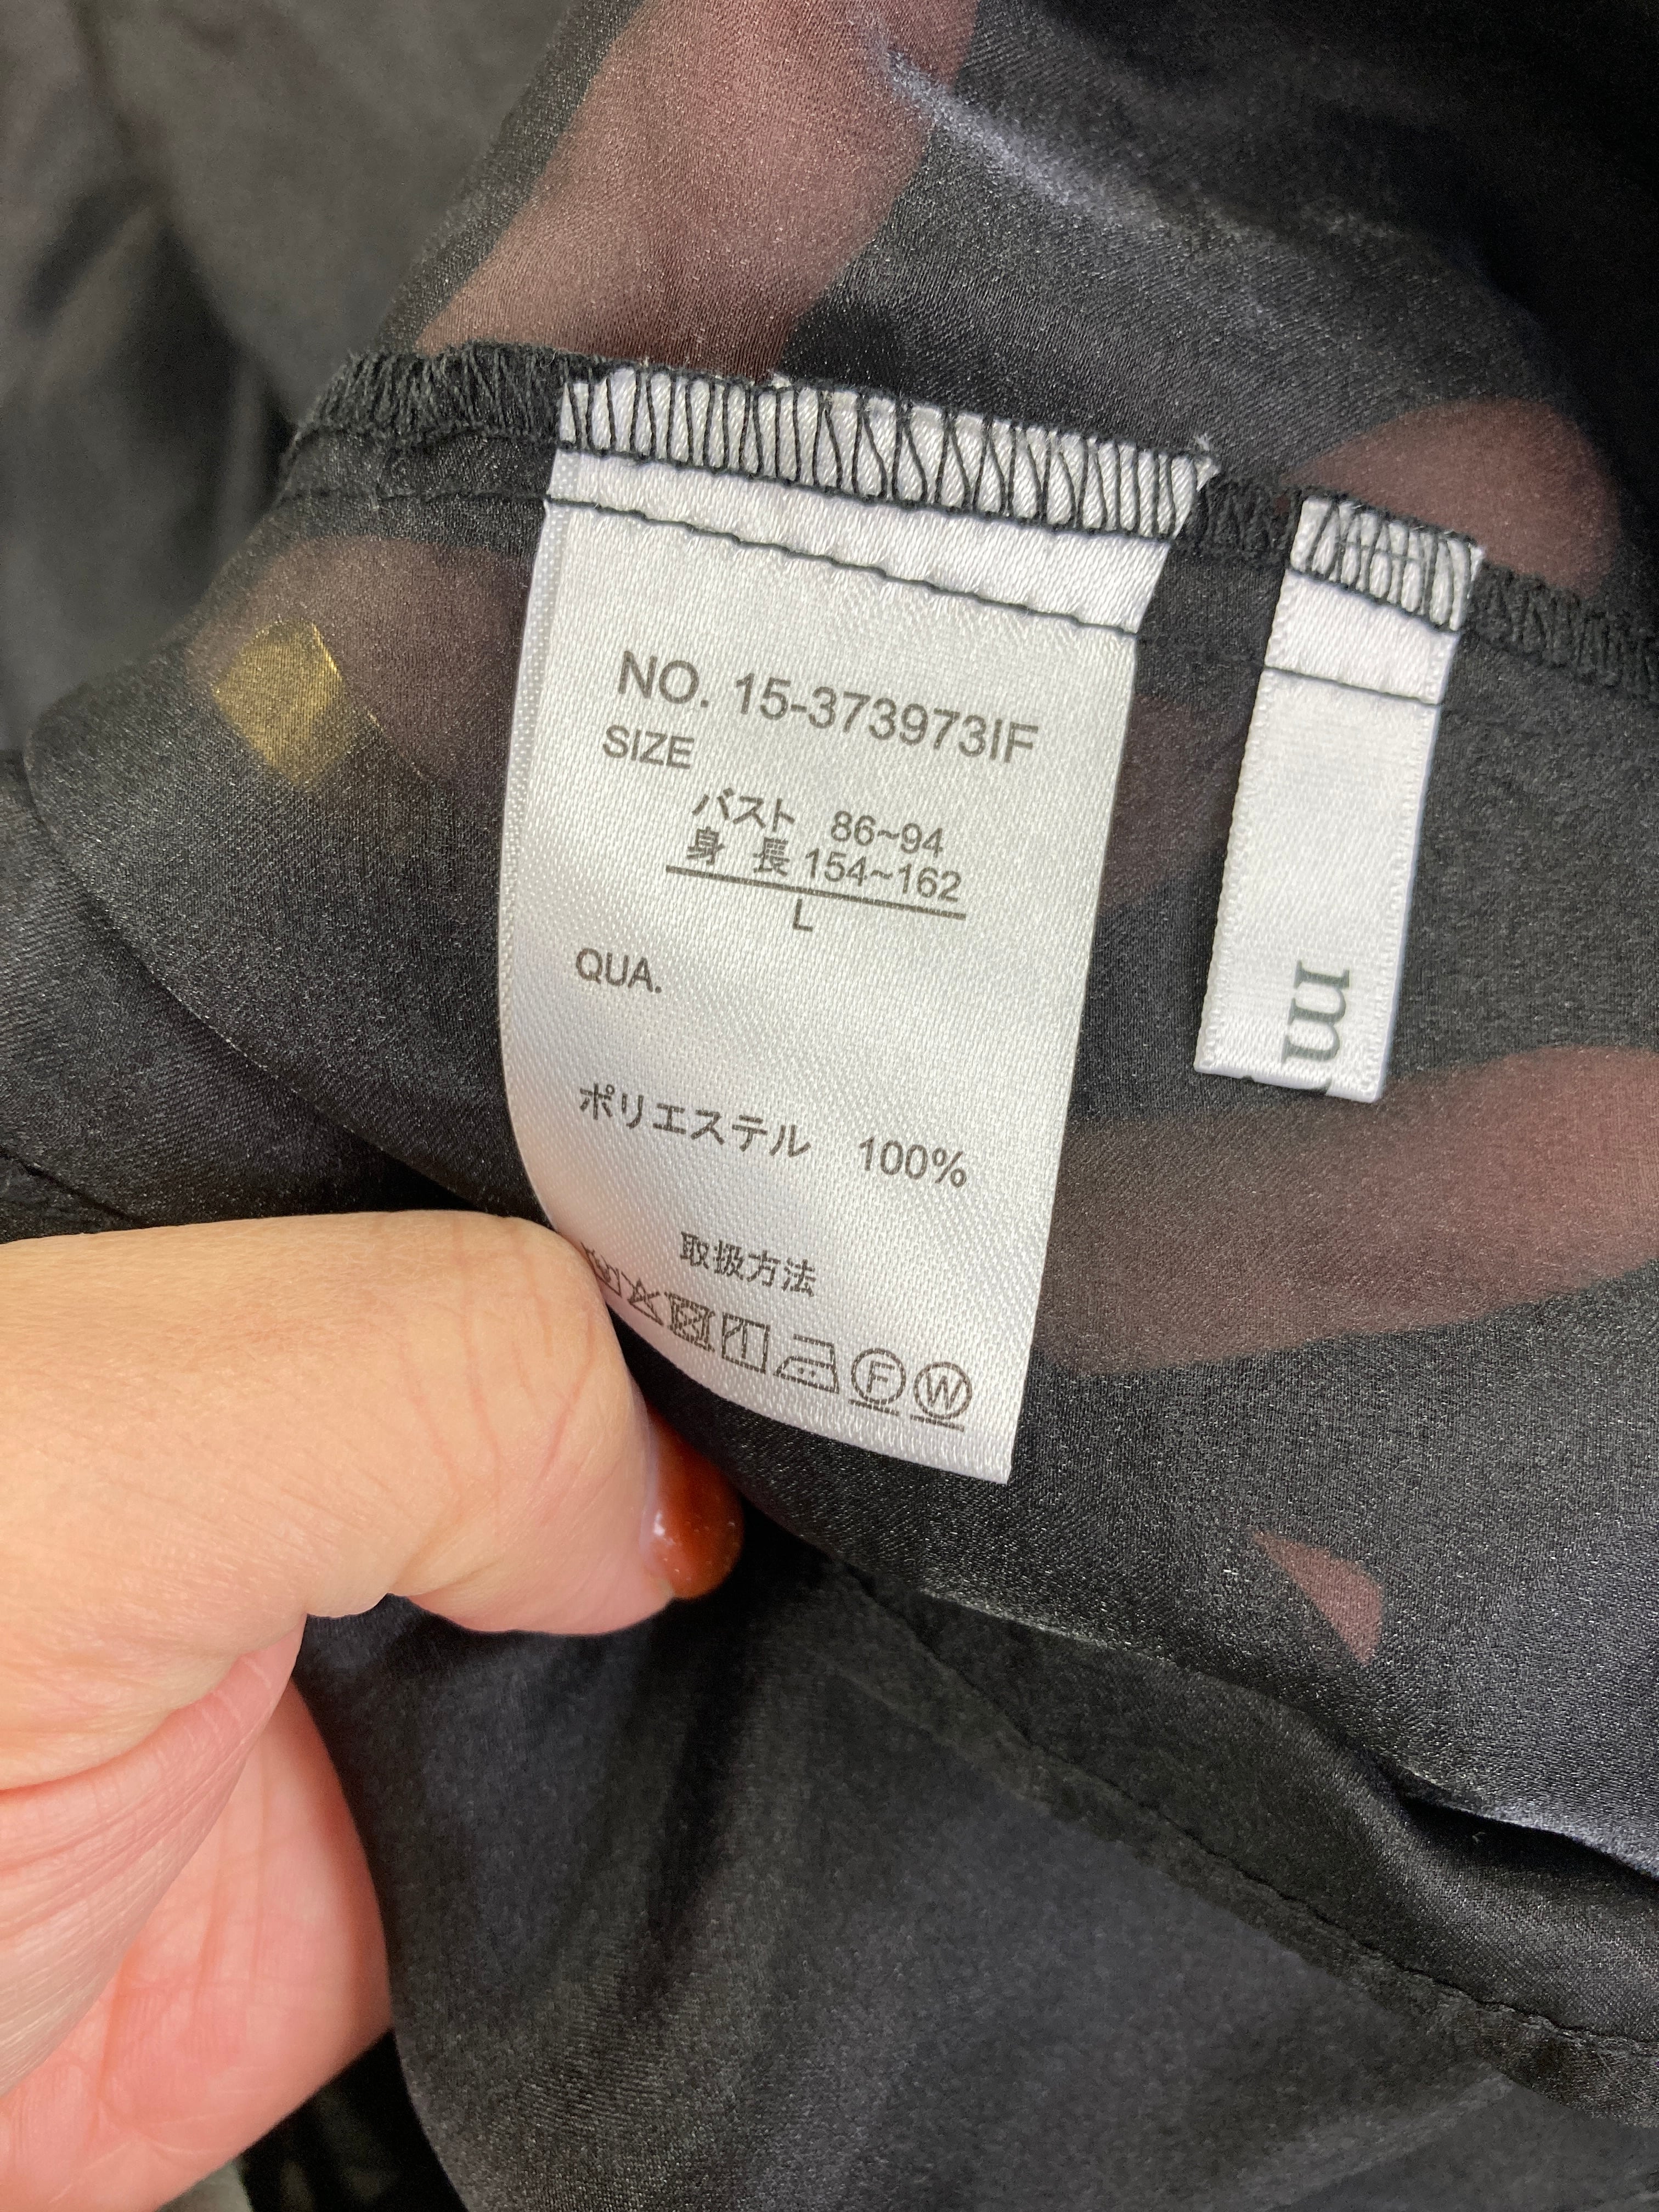 NO. 15-373973IF
SIZE
バスト 86~94
身 長 154~162
L
QUA.
ポリエステル 100%
取扱方法
F W
m